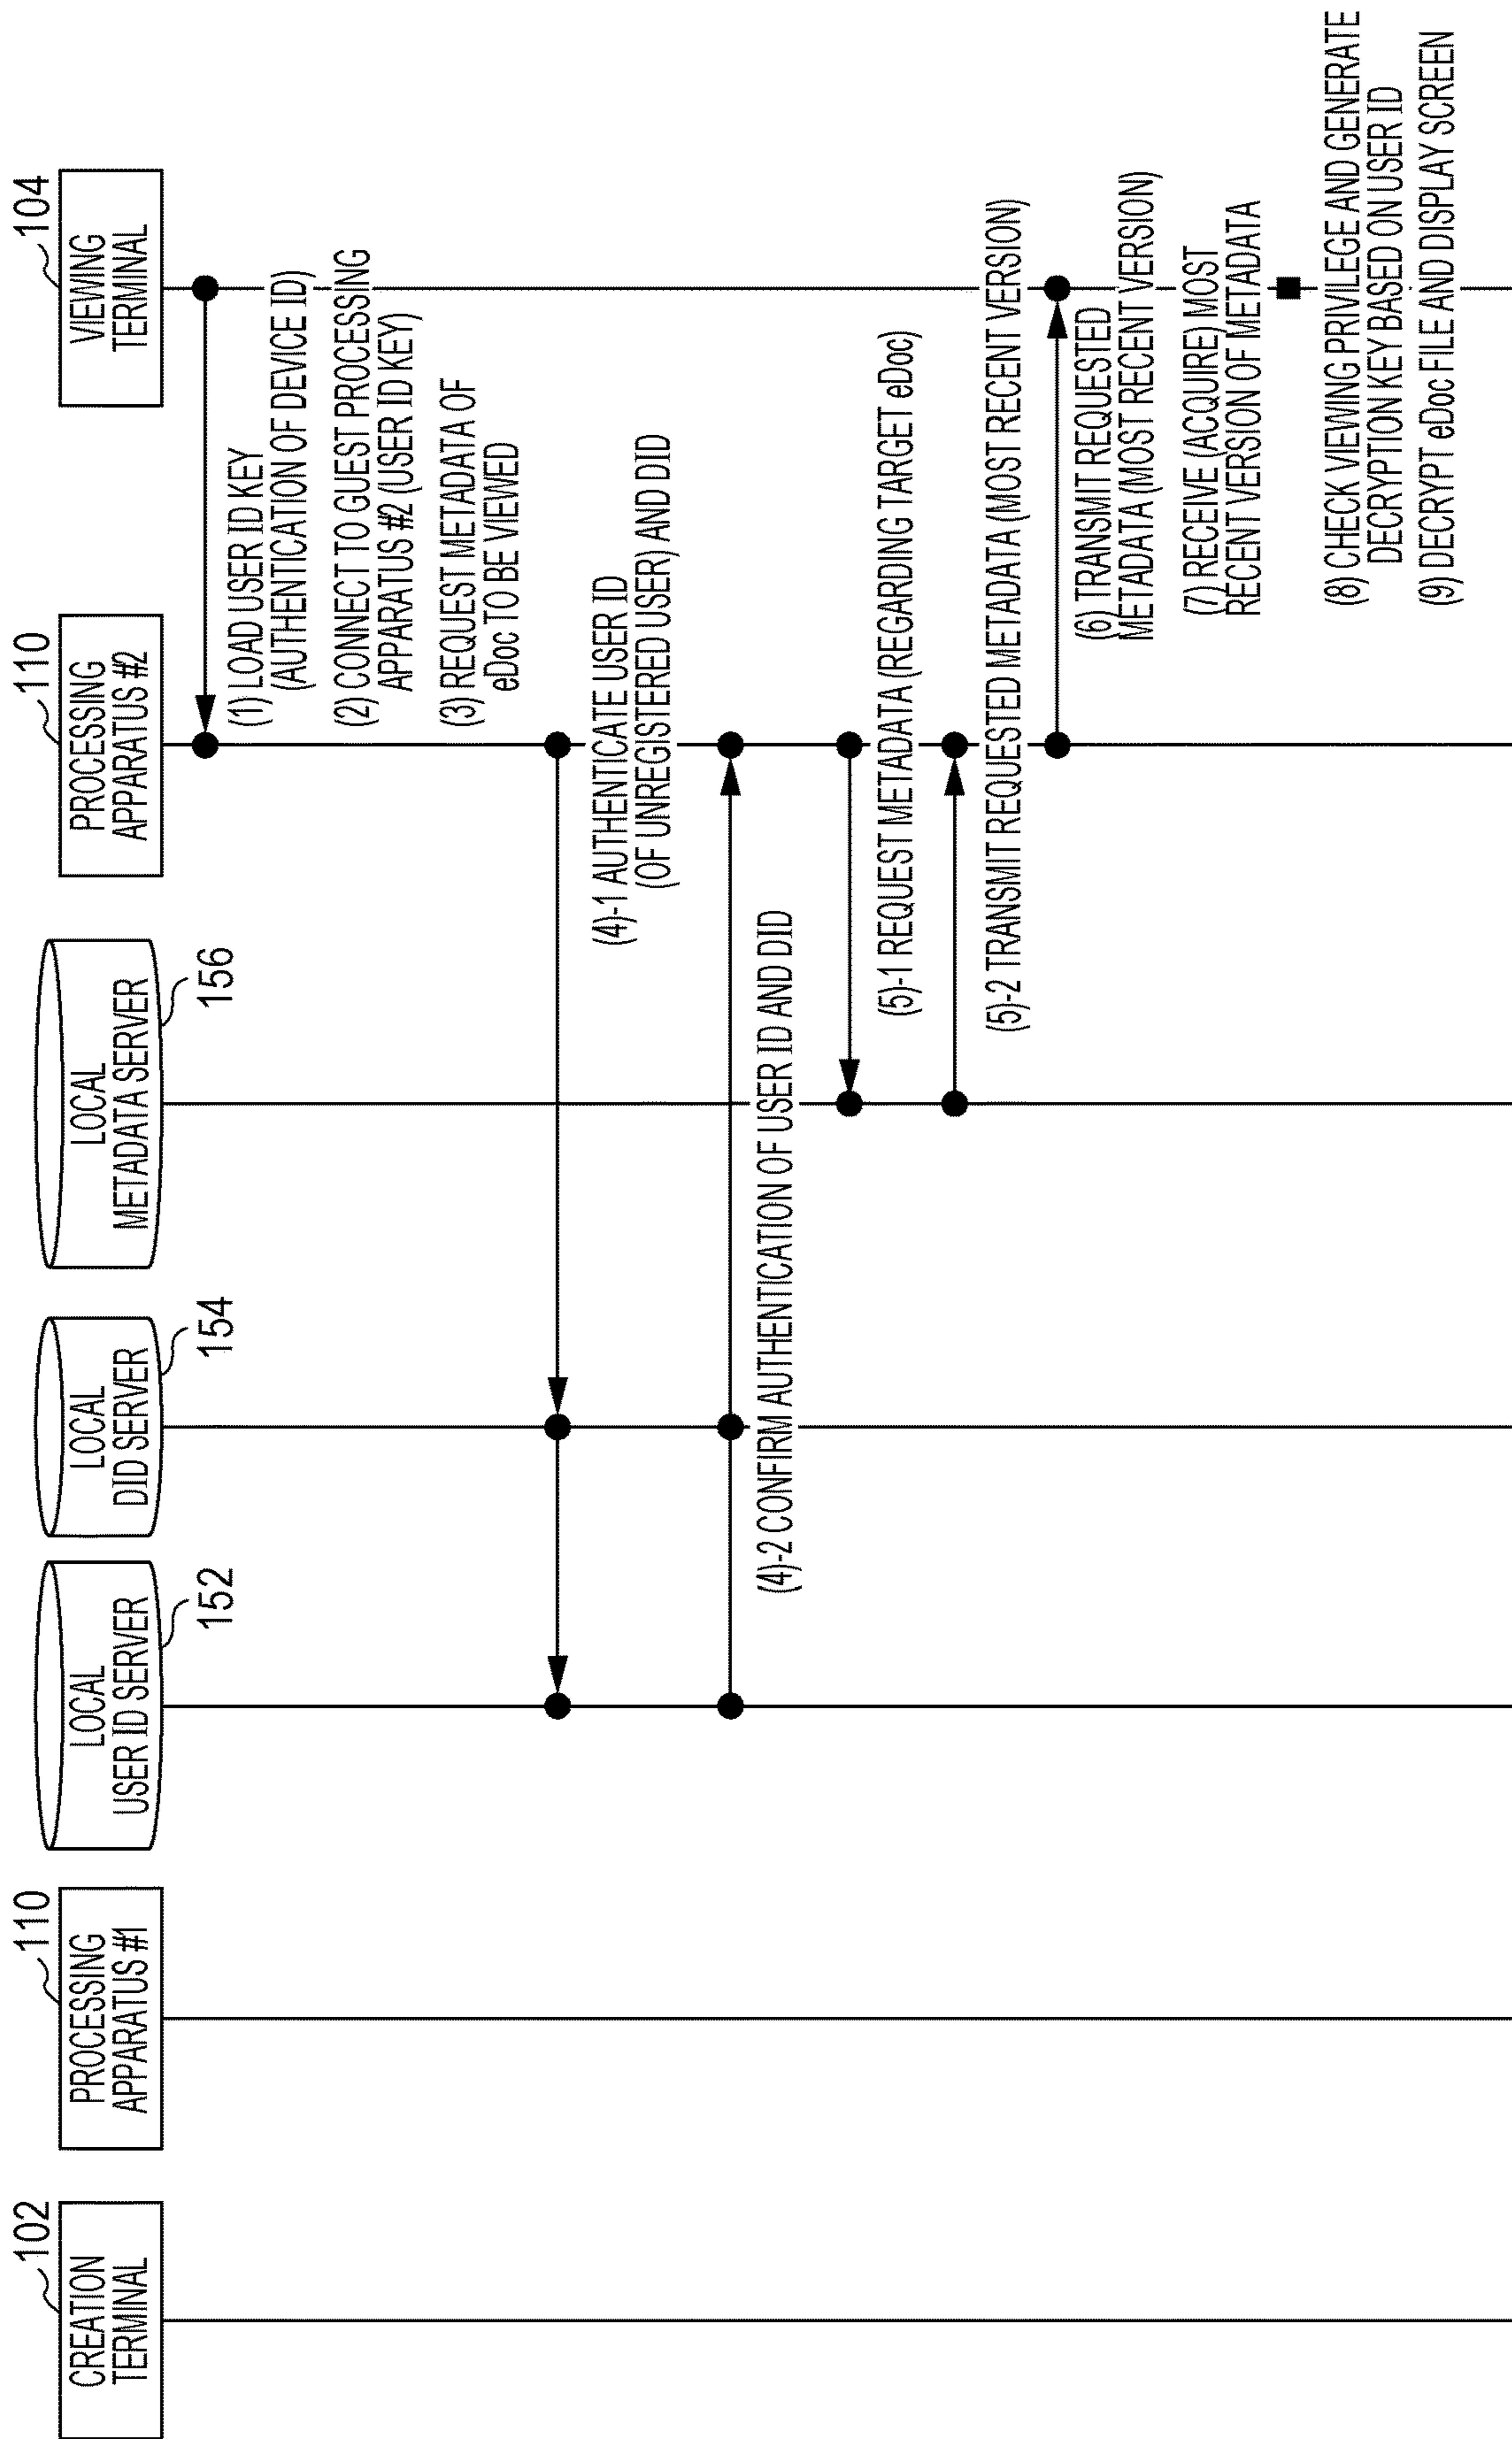 102
CREATION
TERMINAL
110
PROCESSING
APPARATUS #1
LOCAL
USER ID SERVER
152
LOCAL
DID SERVER
154
LOCAL
METADATA SERVER
156
110
PROCESSING
APPARATUS #2
104
VIEWING
TERMINAL
(1) LOAD USER ID KEY
(AUTHENTICATION OF DEVICE ID)
(2) CONNECT TO GUEST PROCESSING
APPARATUS #2 (USER ID KEY)
(3) REQUEST METADATA OF
eDoc TO BE VIEWED
(4)-1 AUTHENTICATE USER ID
(OF UNREGISTERED USER) AND DID
(4)-2 CONFIRM AUTHENTICATION OF USER ID AND DID
(5)-1 REQUEST METADATA (REGARDING TARGET eDoc)
(5)-2 TRANSMIT REQUESTED METADATA (MOST RECENT VERSION)
(6) TRANSMIT REQUESTED
METADATA (MOST RECENT VERSION)
(7) RECEIVE (ACQUIRE) MOST
RECENT VERSION OF METADATA
(8) CHECK VIEWING PRIVILEGE AND GENERATE
DECRYPTION KEY BASED ON USER ID
(9) DECRYPT eDoc FILE AND DISPLAY SCREEN